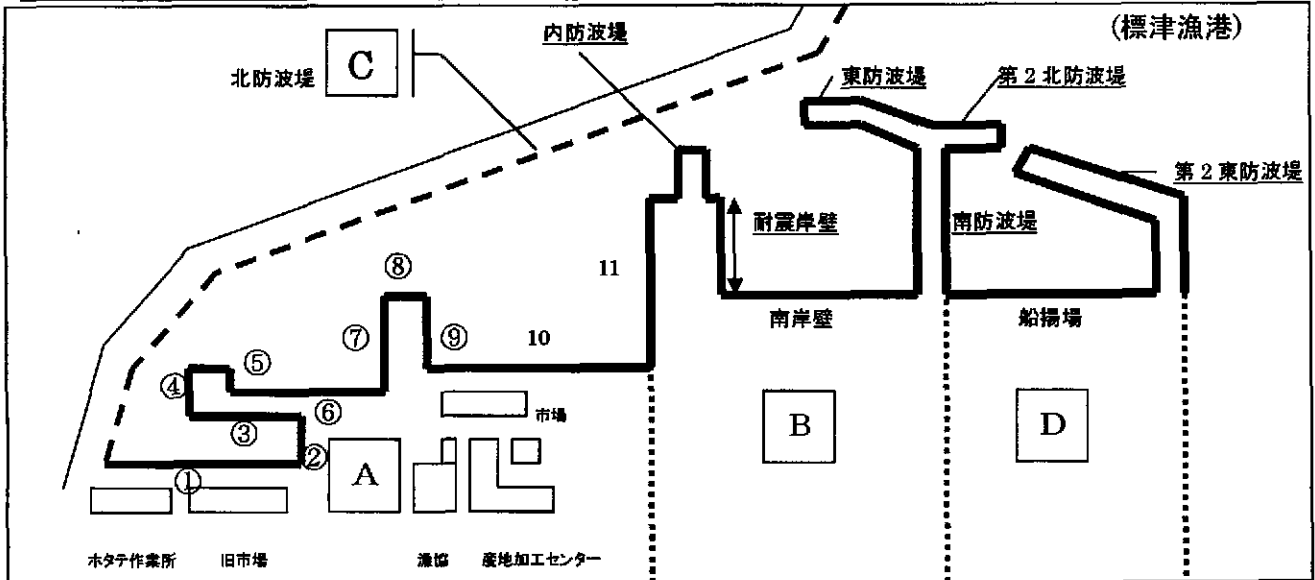 (標津漁港)
内防波堤
北防波堤
C
東防波堤
第2北防波堤
第2東防波堤
耐震岸壁
南防波堤
⑧
11
南岸壁
船揚場
⑦
⑨
10
⑤
④
⑥
市場
③
②
A
B
D
①
ホタテ作業所
旧市場
漁協
産地加工センター